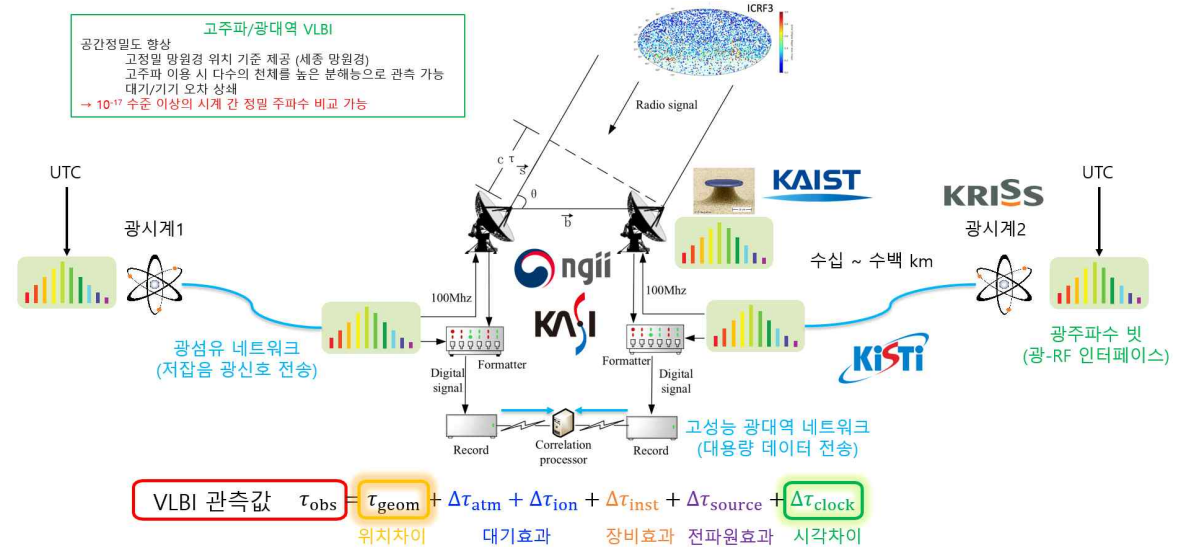 고주파/광대역 VLBI
공간정밀도 향상
고정밀 망원경 위치 기준 제공 (세종 망원경)
고주파 이용 시 다수의 천체를 높은 분해능으로 관측 가능
대기/기기 오차 상쇄
→ 10⁻¹⁷ 수준 이상의 시계 간 정밀 주파수 비교 가능
ICRF3
Radio signal
c τ
s
θ
b
UTC
광시계1
KAIST
KRISS
UTC
광시계2
수십 ~ 수백 km
ngii
KASI
100Mhz
100Mhz
광섬유 네트워크
(저잡음 광신호 전송)
Formatter
Formatter
KiSTi
광주파수 빗
(광-RF 인터페이스)
Digital
signal
Digital
signal
Record
Correlation
processor
Record
고성능 광대역 네트워크
(대용량 데이터 전송)
VLBI 관측값 τobs = τgeom + Δτatm + Δτion + Δτinst + Δτsource + Δτclock
위치차이 대기효과 장비효과 전파원효과 시각차이